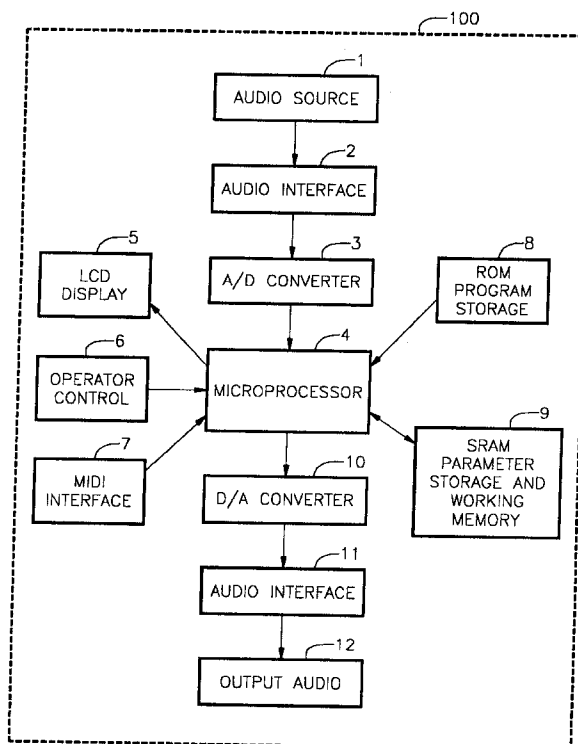 100
1
AUDIO SOURCE
2
AUDIO INTERFACE
3
A/D CONVERTER
4
MICROPROCESSOR
5
LCD
DISPLAY
6
OPERATOR
CONTROL
7
MIDI
INTERFACE
8
ROM
PROGRAM
STORAGE
9
SRAM
PARAMETER
STORAGE AND
WORKING
MEMORY
10
D/A CONVERTER
11
AUDIO INTERFACE
12
OUTPUT AUDIO